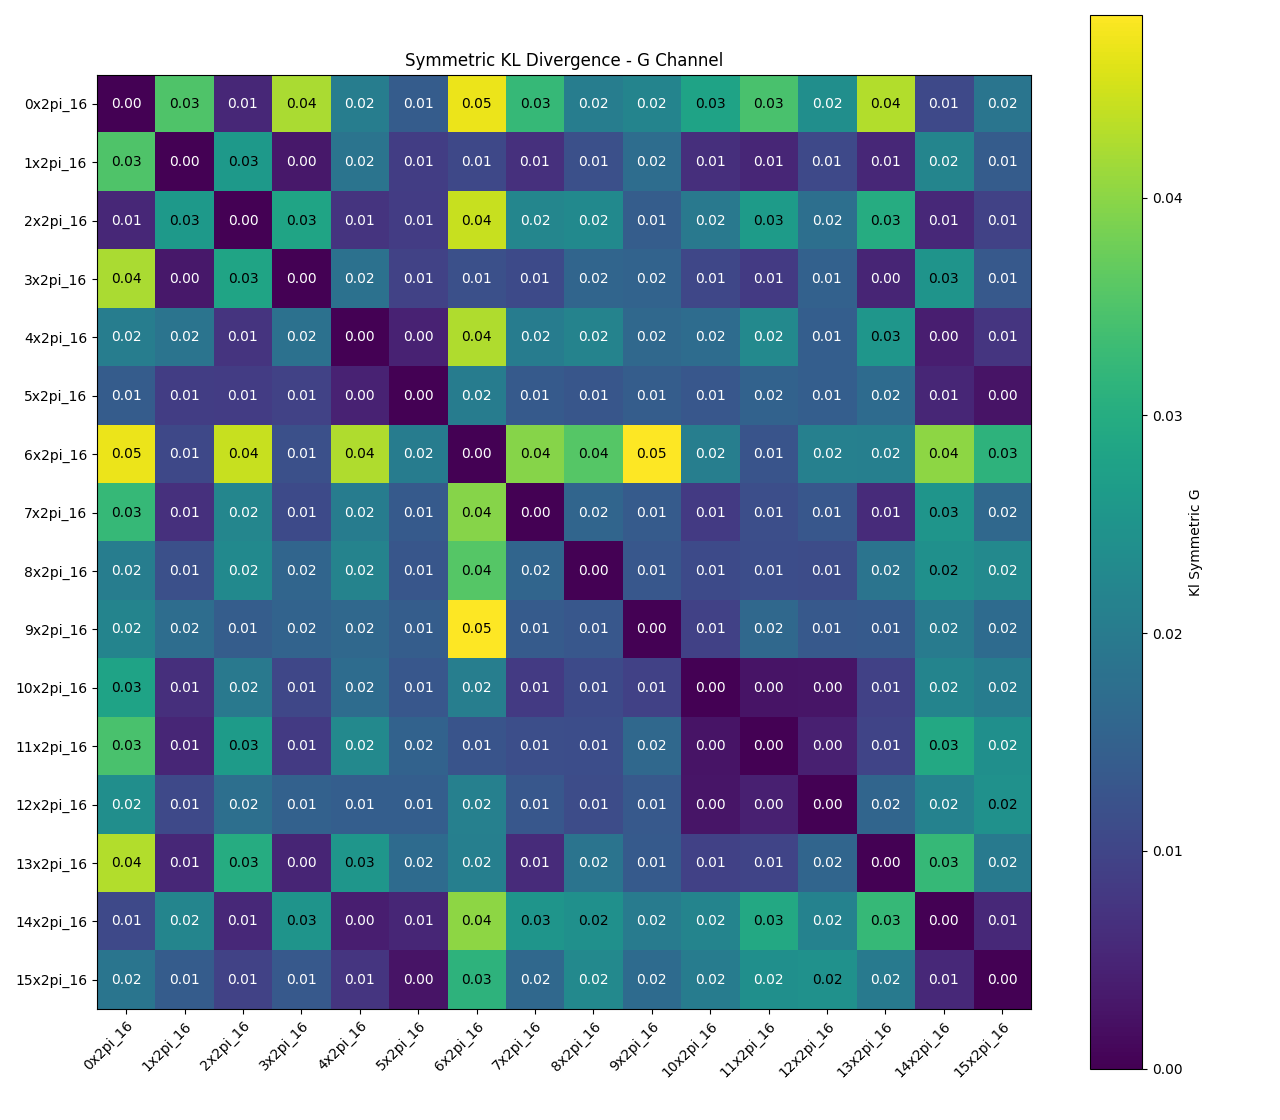 Symmetric KL Divergence - G Channel
0x2pi_16 0.00 0.03 0.01 0.04 0.02 0.01 0.05 0.03 0.02 0.02 0.03 0.03 0.02 0.04 0.01 0.02
1x2pi_16 0.03 0.00 0.03 0.00 0.02 0.01 0.01 0.01 0.01 0.02 0.01 0.01 0.01 0.01 0.02 0.01
2x2pi_16 0.01 0.03 0.00 0.03 0.01 0.01 0.04 0.02 0.02 0.01 0.02 0.03 0.02 0.03 0.01 0.01
3x2pi_16 0.04 0.00 0.03 0.00 0.02 0.01 0.01 0.01 0.02 0.02 0.01 0.01 0.01 0.00 0.03 0.01
4x2pi_16 0.02 0.02 0.01 0.02 0.00 0.00 0.04 0.02 0.02 0.02 0.02 0.02 0.01 0.03 0.00 0.01
5x2pi_16 0.01 0.01 0.01 0.01 0.00 0.00 0.02 0.01 0.01 0.01 0.01 0.02 0.01 0.02 0.01 0.00
6x2pi_16 0.05 0.01 0.04 0.01 0.04 0.02 0.00 0.04 0.04 0.05 0.02 0.01 0.02 0.02 0.04 0.03
7x2pi_16 0.03 0.01 0.02 0.01 0.02 0.01 0.04 0.00 0.02 0.01 0.01 0.01 0.01 0.01 0.03 0.02
8x2pi_16 0.02 0.01 0.02 0.02 0.02 0.01 0.04 0.02 0.00 0.01 0.01 0.01 0.01 0.02 0.02 0.02
9x2pi_16 0.02 0.02 0.01 0.02 0.02 0.01 0.05 0.01 0.01 0.00 0.01 0.02 0.01 0.01 0.02 0.02
10x2pi_16 0.03 0.01 0.02 0.01 0.02 0.01 0.02 0.01 0.01 0.01 0.00 0.00 0.00 0.01 0.02 0.02
11x2pi_16 0.03 0.01 0.03 0.01 0.02 0.02 0.01 0.01 0.01 0.02 0.00 0.00 0.00 0.01 0.03 0.02
12x2pi_16 0.02 0.01 0.02 0.01 0.01 0.01 0.02 0.01 0.01 0.01 0.00 0.00 0.00 0.02 0.02 0.02
13x2pi_16 0.04 0.01 0.03 0.00 0.03 0.02 0.02 0.01 0.02 0.01 0.01 0.01 0.02 0.00 0.03 0.02
14x2pi_16 0.01 0.02 0.01 0.03 0.00 0.01 0.04 0.03 0.02 0.02 0.02 0.03 0.02 0.03 0.00 0.01
15x2pi_16 0.02 0.01 0.01 0.01 0.01 0.00 0.03 0.02 0.02 0.02 0.02 0.02 0.02 0.02 0.01 0.00
0x2pi_16 1x2pi_16 2x2pi_16 3x2pi_16 4x2pi_16 5x2pi_16 6x2pi_16 7x2pi_16 8x2pi_16 9x2pi_16 10x2pi_16 11x2pi_16 12x2pi_16 13x2pi_16 14x2pi_16 15x2pi_16
0.04
0.03
0.02
0.01
0.00
Kl Symmetric G